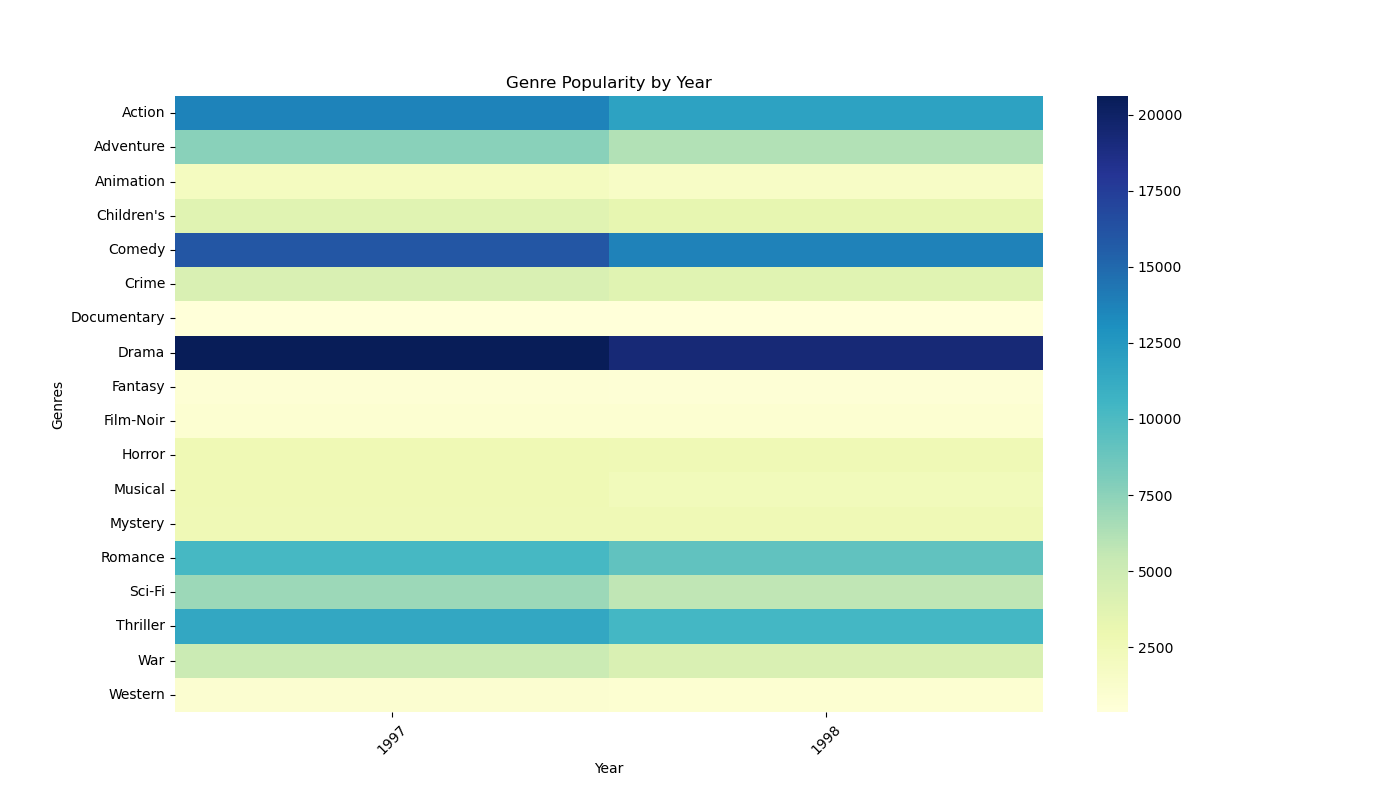 Genre Popularity by Year
Genres
Action
Adventure
Animation
Children's
Comedy
Crime
Documentary
Drama
Fantasy
Film-Noir
Horror
Musical
Mystery
Romance
Sci-Fi
Thriller
War
Western
1997
1998
Year
20000
17500
15000
12500
10000
7500
5000
2500